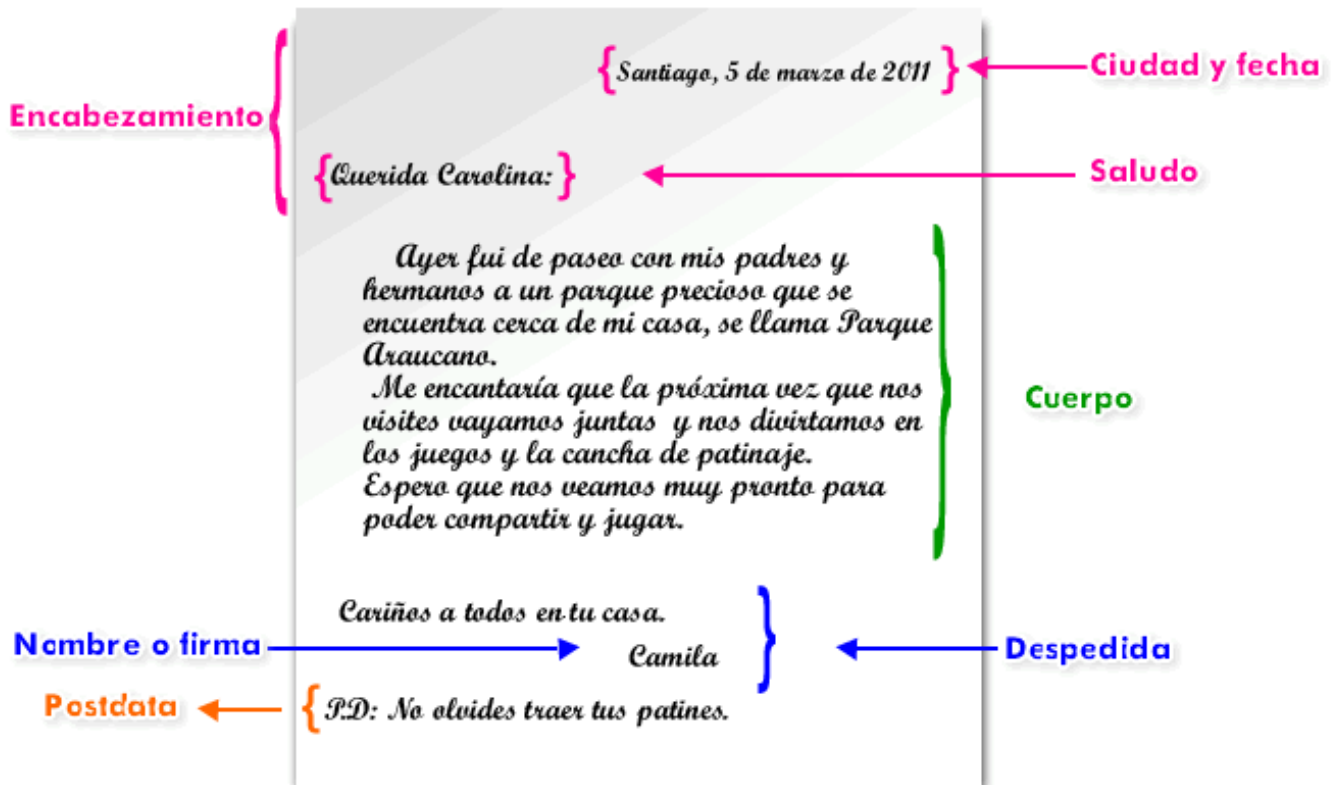 Santiago, 5 de marzo de 2011
Ciudad y fecha
Encabezamiento
Querida Carolina:
Saludo
Ayer fui de paseo con mis padres y
hermanos a un parque precioso que se
encuentra cerca de mi casa, se llama Parque
Araucano.
Me encantaría que la próxima vez que nos
visites vayamos juntas y nos divirtamos en
los juegos y la cancha de patinaje.
Espero que nos veamos muy pronto para
poder compartir y jugar.
Cuerpo
Cariños a todos en tu casa.
Nombre o firma
Camila
Despedida
Postdata
P.D: No olvides traer tus patines.